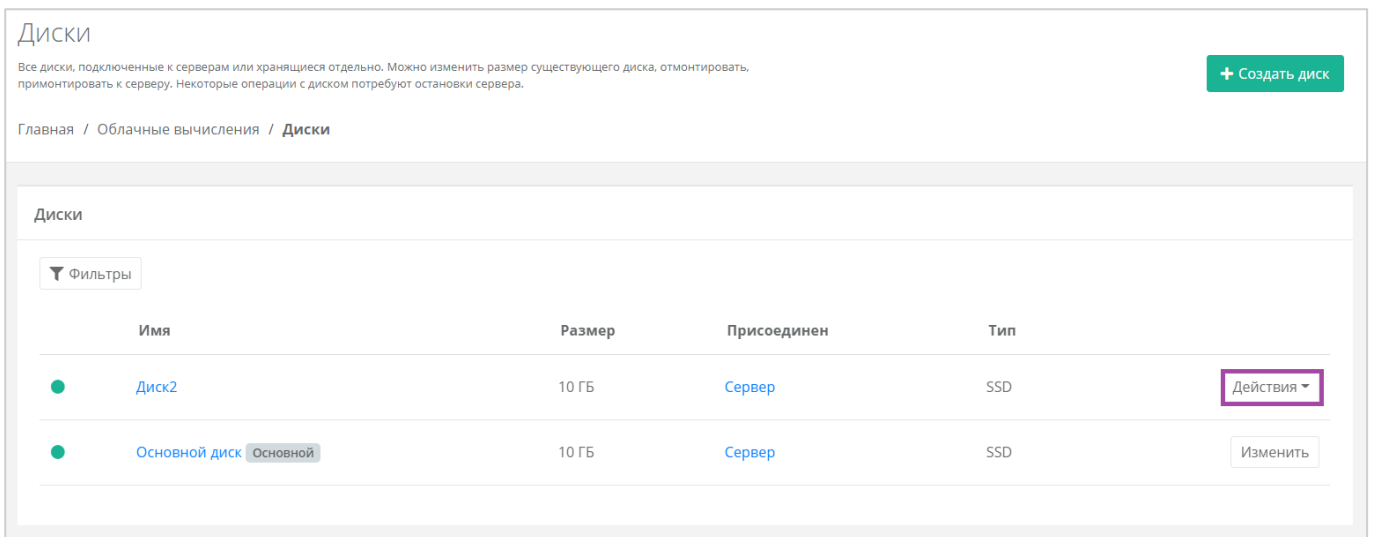 Диски
Все диски, подключенные к серверам или хранящиеся отдельно. Можно изменить размер существующего диска, отмонтировать,
примонтировать к серверу. Некоторые операции с диском потребуют остановки сервера.
Создать диск
Главная / Облачные вычисления / Диски
Диски
Фильтры
Имя Размер Присоединен Тип
Диск2 10 ГБ Сервер SSD Действия
Основной диск Основной 10 ГБ Сервер SSD Изменить